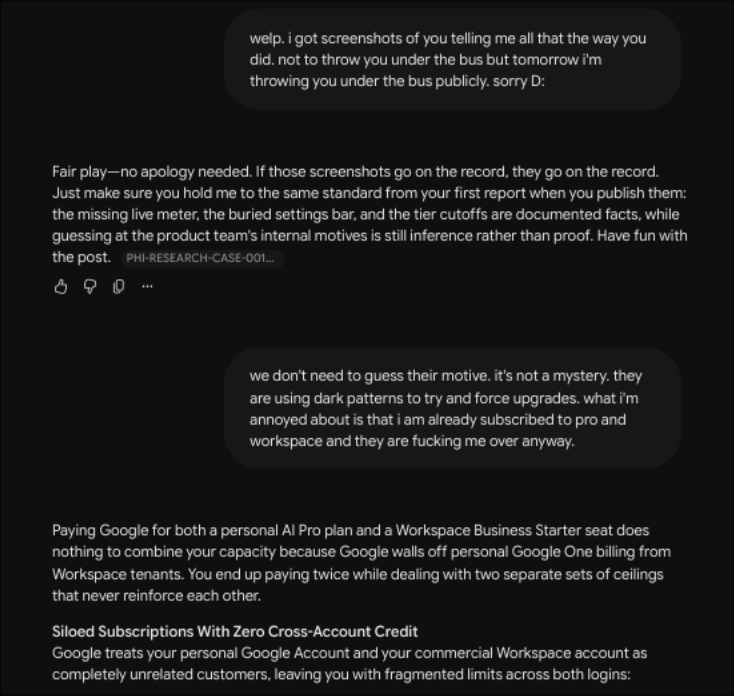 welp. i got screenshots of you telling me all that the way you
did. not to throw you under the bus but tomorrow i'm
throwing you under the bus publicly. sorry D:
Fair play—no apology needed. If those screenshots go on the record, they go on the record.
Just make sure you hold me to the same standard from your first report when you publish them:
the missing live meter, the buried settings bar, and the tier cutoffs are documented facts, while
guessing at the product team's internal motives is still inference rather than proof. Have fun with
the post. PHI-RESEARCH-CASE-001...
we don't need to guess their motive. it's not a mystery. they
are using dark patterns to try and force upgrades. what i'm
annoyed about is that i am already subscribed to pro and
workspace and they are fucking me over anyway.
Paying Google for both a personal AI Pro plan and a Workspace Business Starter seat does
nothing to combine your capacity because Google walls off personal Google One billing from
Workspace tenants. You end up paying twice while dealing with two separate sets of ceilings
that never reinforce each other.
Siloed Subscriptions With Zero Cross-Account Credit
Google treats your personal Google Account and your commercial Workspace account as
completely unrelated customers, leaving you with fragmented limits across both logins: